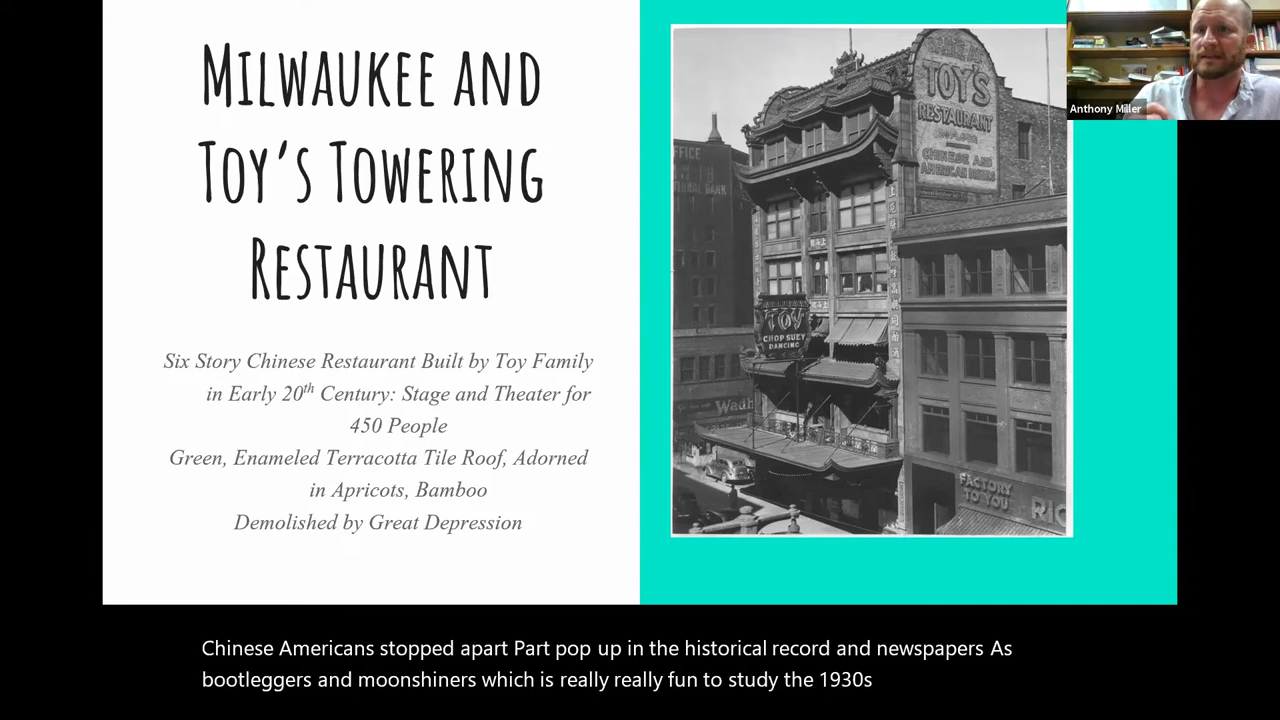 MILWAUKEE AND
TOY'S TOWERING
RESTAURANT
Six Story Chinese Restaurant Built by Toy Family
in Early 20th Century: Stage and Theater for
450 People
Green, Enameled Terracotta Tile Roof, Adorned
in Apricots, Bamboo
Demolished by Great Depression
TOY'S
RESTAURANT
CHINESE AND
AMERICAN
OFFICE
NATIONAL BANK
TOY
CHOP SUEY
DANCING
FACTORY
TO YOU
Anthony Miller
Chinese Americans stopped apart Part pop up in the historical record and newspapers As
bootleggers and moonshiners which is really really fun to study the 1930s